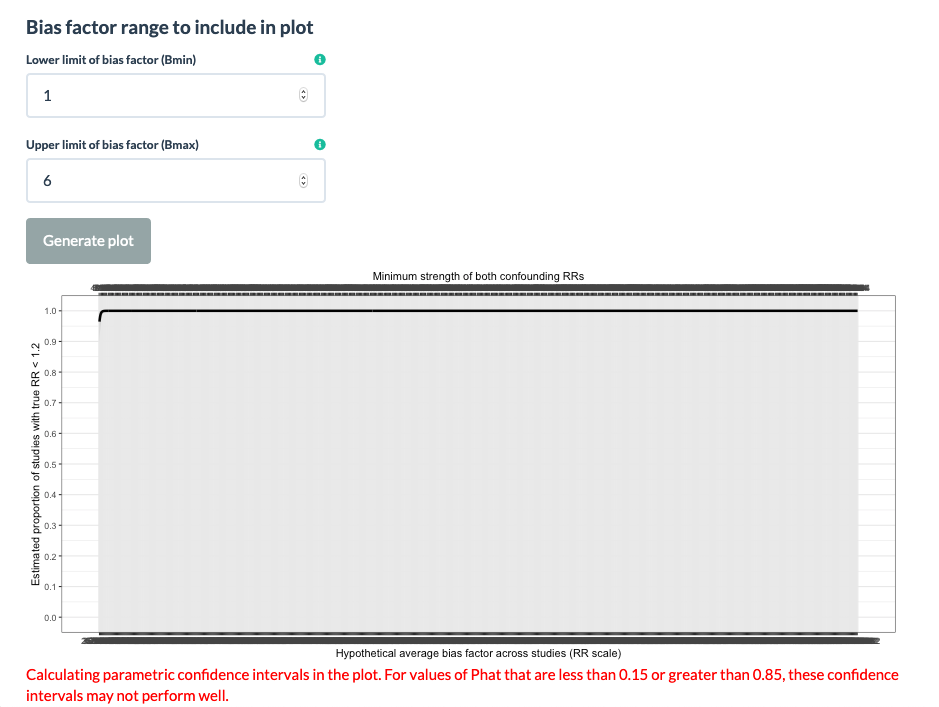 Bias factor range to include in plot
Lower limit of bias factor (Bmin)
1
Upper limit of bias factor (Bmax)
6
Generate plot
Minimum strength of both confounding RRs
1.0
0.9
0.8
0.7
0.6
0.5
0.4
0.3
0.2
0.1
0.0
Estimated proportion of studies with true RR < 1.2
Hypothetical average bias factor across studies (RR scale)
Calculating parametric confidence intervals in the plot. For values of Phat that are less than 0.15 or greater than 0.85, these confidence
intervals may not perform well.